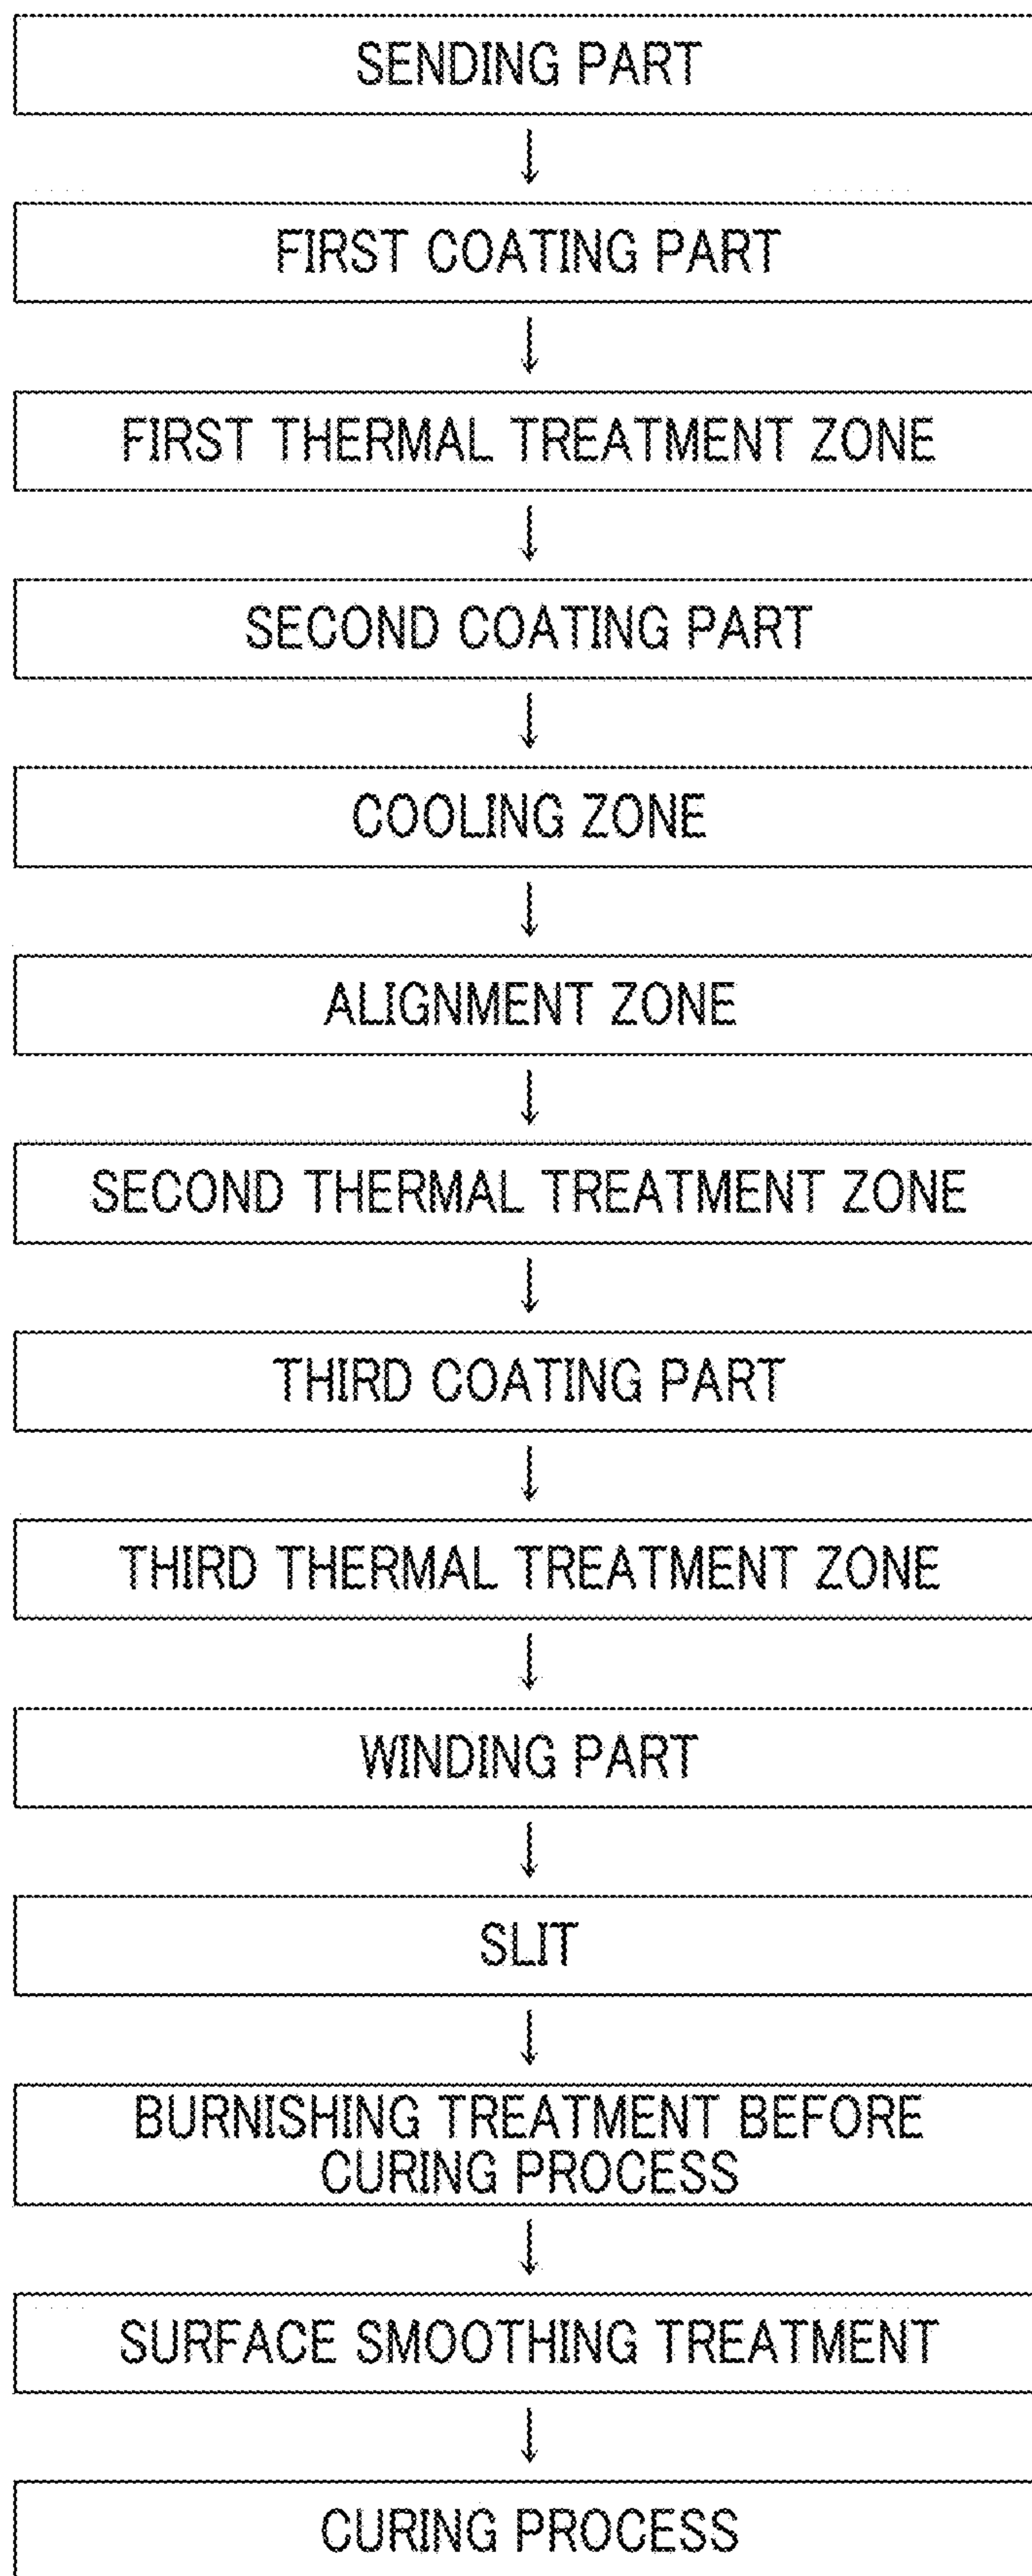 SENDING PART
FIRST COATING PART
FIRST THERMAL TREATMENT ZONE
SECOND COATING PART
COOLING ZONE
ALIGNMENT ZONE
SECOND THERMAL TREATMENT ZONE
THIRD COATING PART
THIRD THERMAL TREATMENT ZONE
WINDING PART
SLIT
BURNISHING TREATMENT BEFORE
CURING PROCESS
SURFACE SMOOTHING TREATMENT
CURING PROCESS